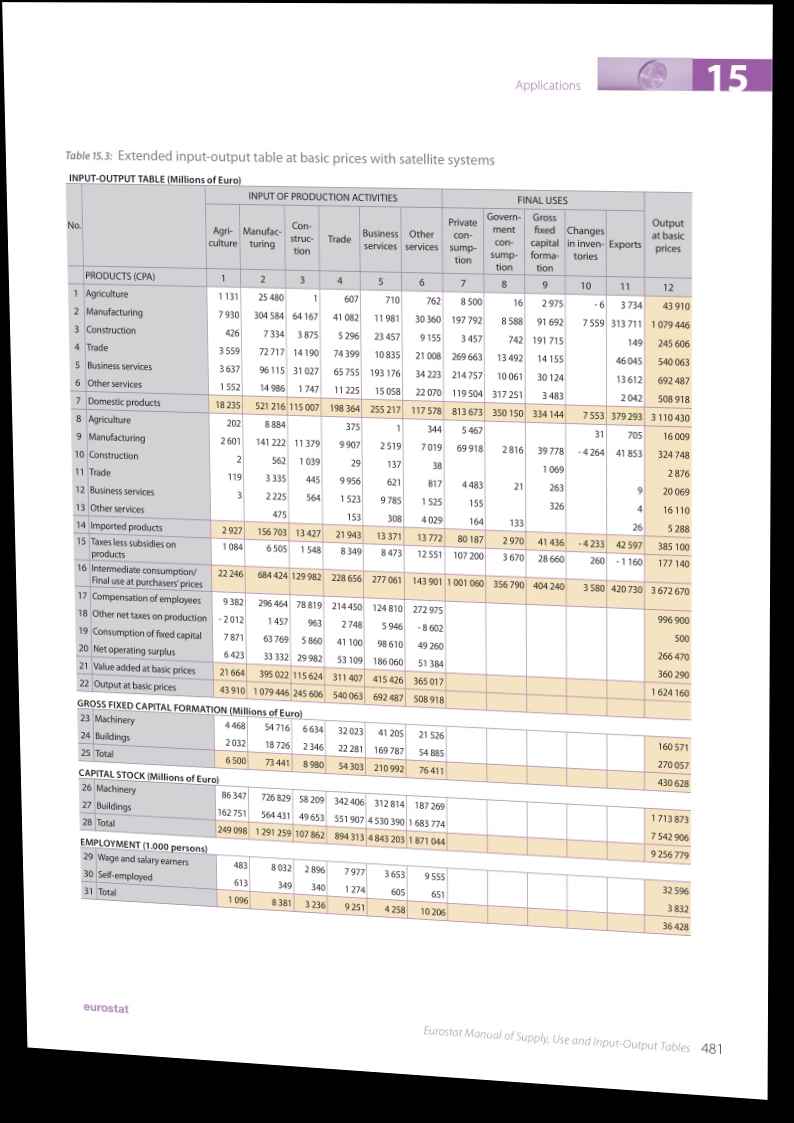 Applications 15
Table 15.3: Extended input-output table at basic prices with satellite systems
INPUT-OUTPUT TABLE (Millions of Euro)
No. INPUT OF PRODUCTION ACTIVITIES FINAL USES Output at basic prices
Agri-culture Manufac-turing Con-struc-tion Trade Business services Other services Private con-sump-tion Govern-ment con-sump-tion Gross fixed capital forma-tion Changes in inven-tories Exports
PRODUCTS (CPA) 1 2 3 4 5 6 7 8 9 10 11 12
1 Agriculture 1 131 25 480 1 607 710 762 8 500 16 2 975 - 6 3 734 43 910
2 Manufacturing 7 930 304 584 64 167 41 082 11 981 30 360 197 792 8 588 91 692 7 559 313 711 1 079 446
3 Construction 426 7 334 3 875 5 296 23 457 9 155 3 457 742 191 715 149 245 606
4 Trade 3 559 72 717 14 190 74 399 10 835 21 008 269 663 13 492 14 155 46 045 540 063
5 Business services 3 637 96 115 31 027 65 755 193 176 34 223 214 757 10 061 30 124 13 612 692 487
6 Other services 1 552 14 986 1 747 11 225 15 058 22 070 119 504 317 251 3 483 2 042 508 918
7 Domestic products 18 235 521 216 115 007 198 364 255 217 117 578 813 673 350 150 334 144 7 553 379 293 3 110 430
8 Agriculture 202 8 884 375 1 344 5 467 31 705 16 009
9 Manufacturing 2 601 141 222 11 379 9 907 2 519 7 019 69 918 2 816 39 778 - 4 264 41 853 324 748
10 Construction 2 562 1 039 29 137 38 1 069 2 876
11 Trade 119 3 335 445 9 956 621 817 4 483 21 263 9 20 069
12 Business services 3 2 225 564 1 523 9 785 1 525 155 326 4 16 110
13 Other services 475 153 308 4 029 164 133 26 5 288
14 Imported products 2 927 156 703 13 427 21 943 13 371 13 772 80 187 2 970 41 436 - 4 233 42 597 385 100
15 Taxes less subsidies on products 1 084 6 505 1 548 8 349 8 473 12 551 107 200 3 670 28 660 260 - 1 160 177 140
16 Intermediate consumption/ Final use at purchasers' prices 22 246 684 424 129 982 228 656 277 061 143 901 1 001 060 356 790 404 240 3 580 420 730 3 672 670
17 Compensation of employees 9 382 296 464 78 819 214 450 124 810 272 975 996 900
18 Other net taxes on production - 2 012 1 457 963 2 748 5 946 - 8 602 500
19 Consumption of fixed capital 7 871 63 769 5 860 41 100 98 610 49 260 266 470
20 Net operating surplus 6 423 33 332 29 982 53 109 186 060 51 384 360 290
21 Value added at basic prices 21 664 395 022 115 624 311 407 415 426 365 017 1 624 160
22 Output at basic prices 43 910 1 079 446 245 606 540 063 692 487 508 918
GROSS FIXED CAPITAL FORMATION (Millions of Euro)
23 Machinery 4 468 54 716 6 634 32 023 41 205 21 526 160 571
24 Buildings 2 032 18 726 2 346 22 281 169 787 54 885 270 057
25 Total 6 500 73 441 8 980 54 303 210 992 76 411 430 628
CAPITAL STOCK (Millions of Euro)
26 Machinery 86 347 726 829 58 209 342 406 312 814 187 269 1 713 873
27 Buildings 162 751 564 431 49 653 551 907 4 530 390 1 683 774 7 542 906
28 Total 249 098 1 291 259 107 862 894 313 4 843 203 1 871 044 9 256 779
EMPLOYMENT (1.000 persons)
29 Wage and salary earners 483 8 032 2 896 7 977 3 653 9 555 32 596
30 Self-employed 613 349 340 1 274 605 651 3 832
31 Total 1 096 8 381 3 236 9 251 4 258 10 206 36 428
eurostat
Eurostat Manual of Supply, Use and Input-Output Tables 481